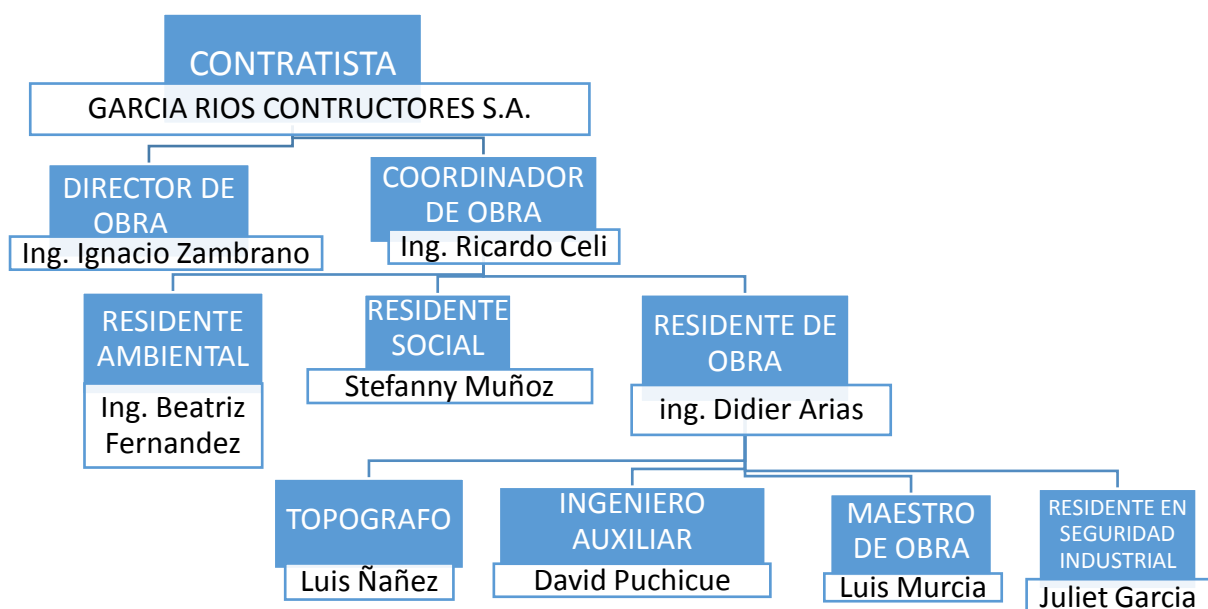 CONTRATISTA
GARCIA RIOS CONTRUCTORES S.A.
DIRECTOR DE
OBRA
Ing. Ignacio Zambrano
COORDINADOR
DE OBRA
Ing. Ricardo Celi
RESIDENTE
AMBIENTAL
Ing. Beatriz
Fernandez
RESIDENTE
SOCIAL
Stefanny Muñoz
RESIDENTE DE
OBRA
ing. Didier Arias
TOPOGRAFO
Luis Ñañez
INGENIERO
AUXILIAR
David Puchicue
MAESTRO
DE OBRA
Luis Murcia
RESIDENTE EN
SEGURIDAD
INDUSTRIAL
Juliet Garcia